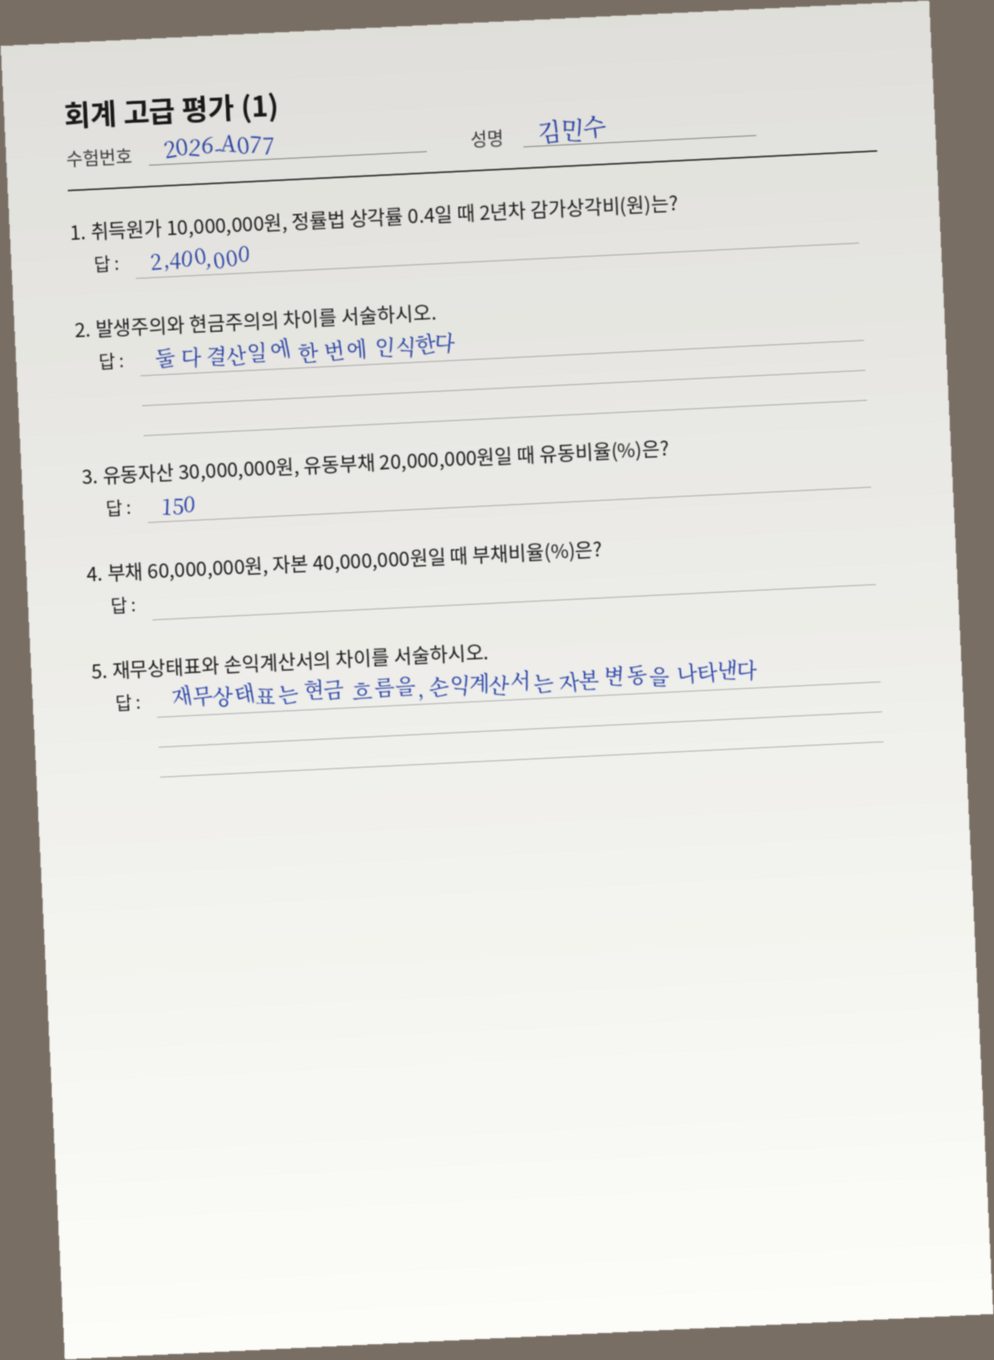 회계 고급 평가 (1)
수험번호 2026-A077 성명 김민수
1. 취득원가 10,000,000원, 정률법 상각률 0.4일 때 2년차 감가상각비(원)는?
답 : 2,400,000
2. 발생주의와 현금주의의 차이를 서술하시오.
답 : 둘 다 결산일에 한 번에 인식한다
3. 유동자산 30,000,000원, 유동부채 20,000,000원일 때 유동비율(%)은?
답 : 150
4. 부채 60,000,000원, 자본 40,000,000원일 때 부채비율(%)은?
답 :
5. 재무상태표와 손익계산서의 차이를 서술하시오.
답 : 재무상태표는 현금 흐름을, 손익계산서는 자본 변동을 나타낸다